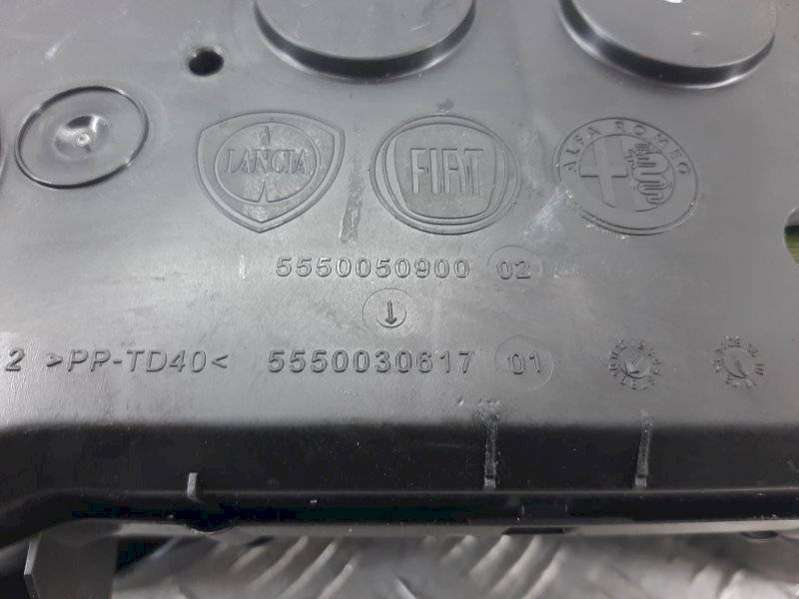 LANCIA FIAT ALFA ROMEO
5550050900 02
2 >PP-TD40< 5550030617 01